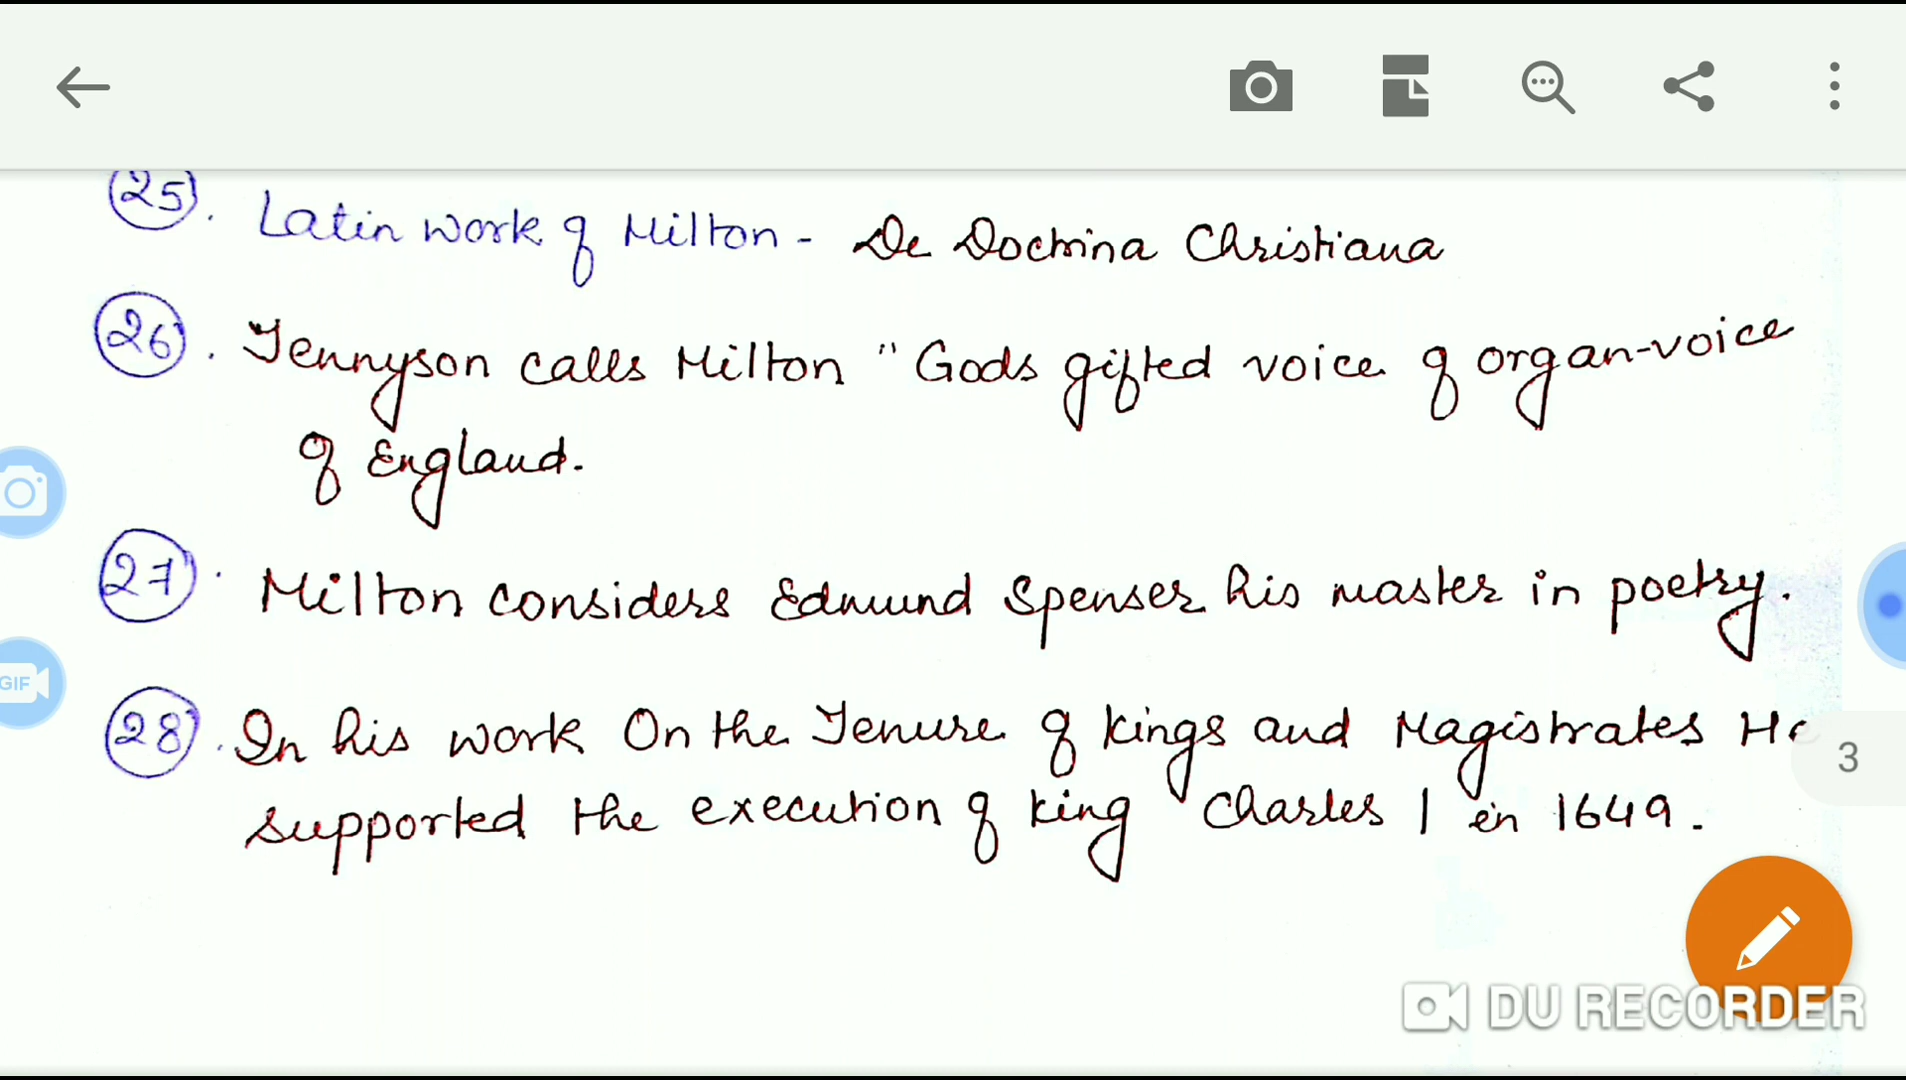 25. Latin work of Milton - De Doctrina Christiana
26. Tennyson calls Milton "Gods gifted voice of organ-voice
of England.
27. Milton considers Edmund Spenser his master in poetry.
28. In his work On the Tenure of Kings and Magistrates He
supported the execution of King Charles I in 1649.
GIF
3
DU RECORDER